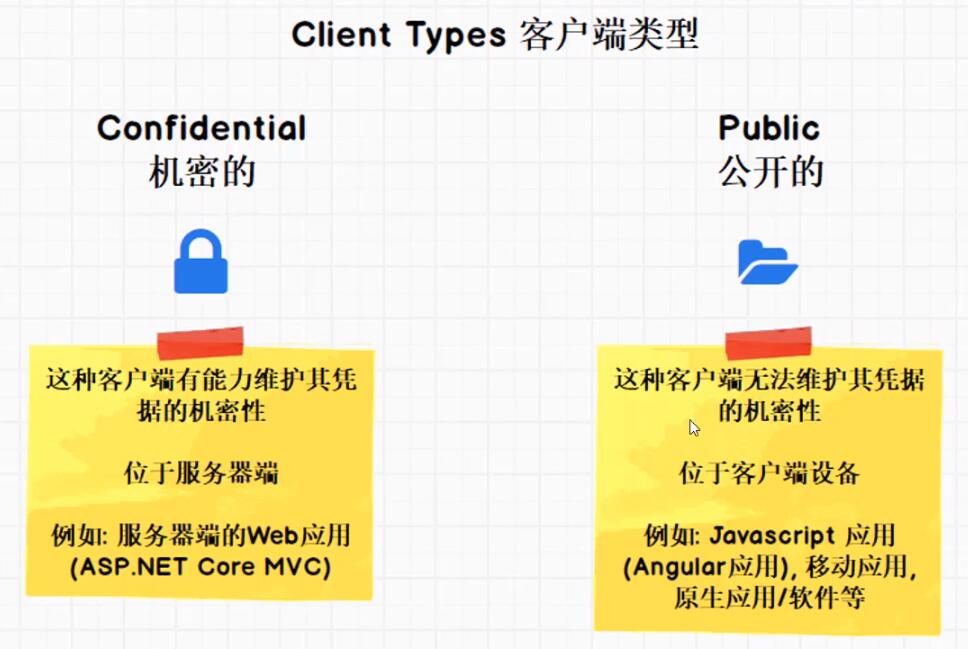 Client Types 客户端类型
Confidential
机密的
这种客户端有能力维护其凭
据的机密性
位于服务器端
例如: 服务器端的Web应用
(ASP.NET Core MVC)
Public
公开的
这种客户端无法维护其凭据
的机密性
位于客户端设备
例如: Javascript 应用
(Angular应用), 移动应用,
原生应用/软件等